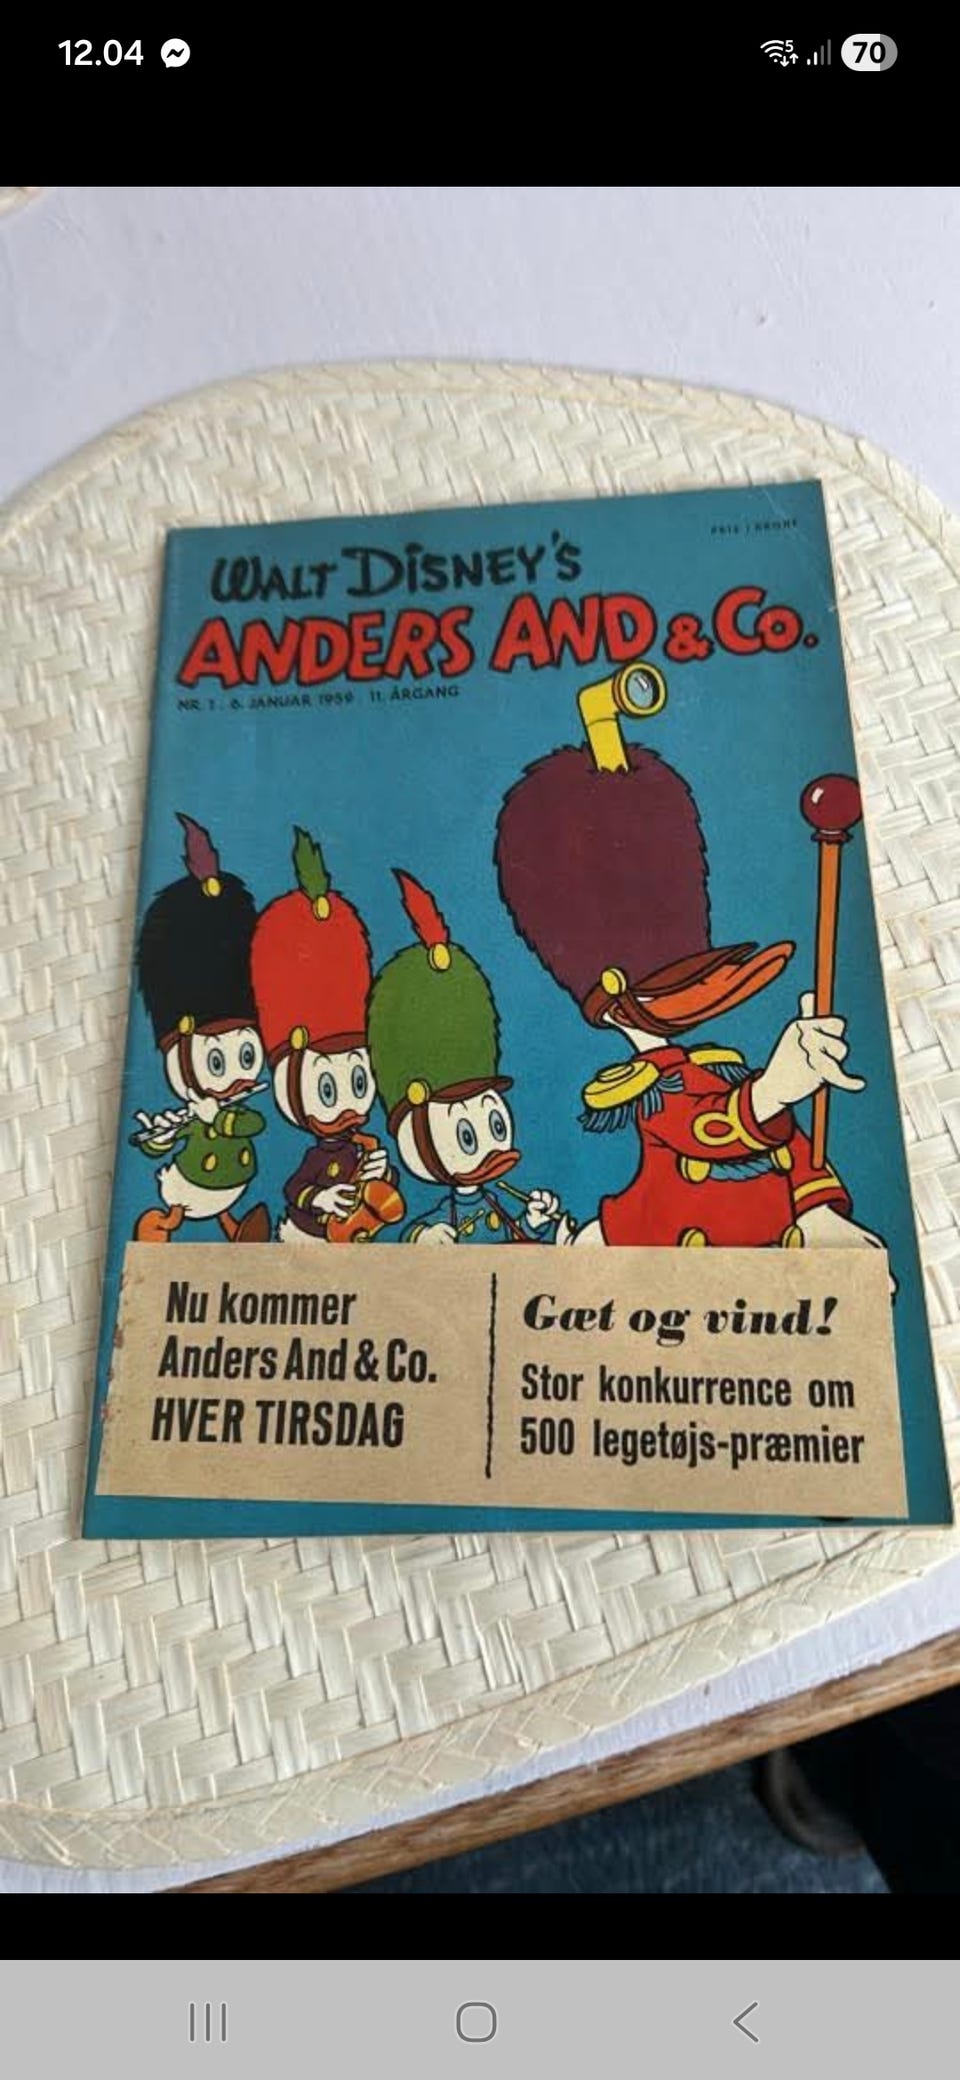 12.04
5
70
PRIS 1 KRONE
WALT DISNEY'S
ANDERS AND & Co.
NR. 1 . 6. JANUAR 1959 11. ÅRGANG
Nu kommer
Anders And & Co.
HVER TIRSDAG
Gæt og vind!
Stor konkurrence om
500 legetøjs-præmier